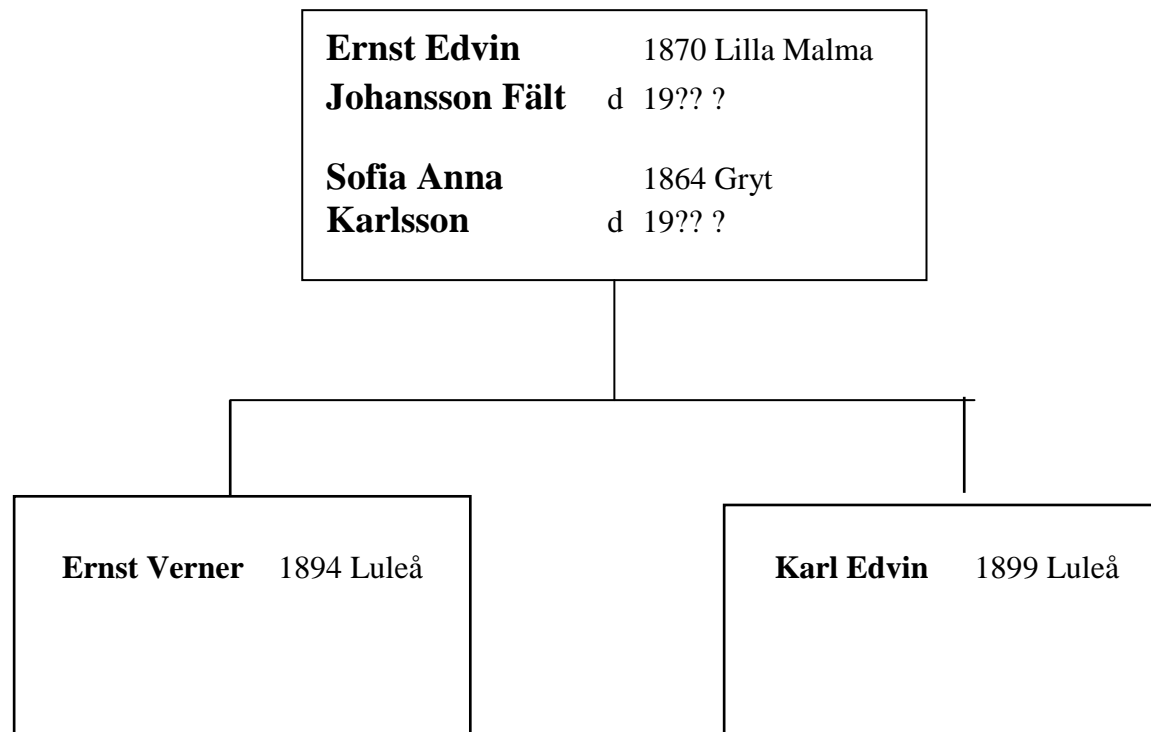 Ernst Edvin 1870 Lilla Malma
Johansson Fält d 19?? ?
Sofia Anna 1864 Gryt
Karlsson d 19?? ?
Ernst Verner 1894 Luleå
Karl Edvin 1899 Luleå